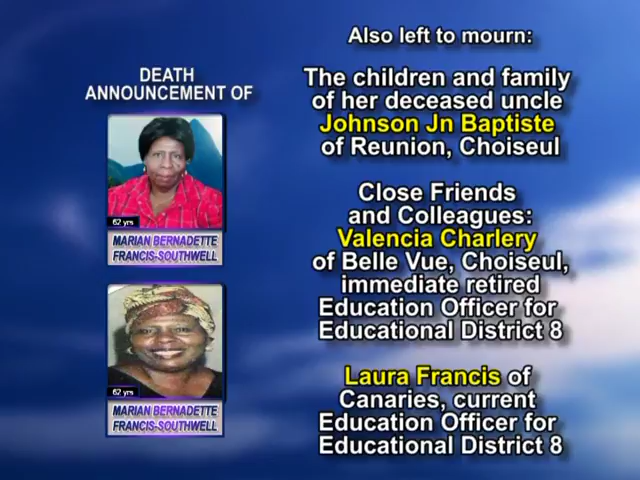 DEATH
ANNOUNCEMENT OF
62 yrs
MARIAN BERNADETTE
FRANCIS-SOUTHWELL
62 yrs
MARIAN BERNADETTE
FRANCIS-SOUTHWELL
Also left to mourn:
The children and family
of her deceased uncle
Johnson Jn Baptiste
of Reunion, Choiseul
Close Friends
and Colleagues:
Valencia Charlery
of Belle Vue, Choiseul,
immediate retired
Education Officer for
Educational District 8
Laura Francis of
Canaries, current
Education Officer for
Educational District 8